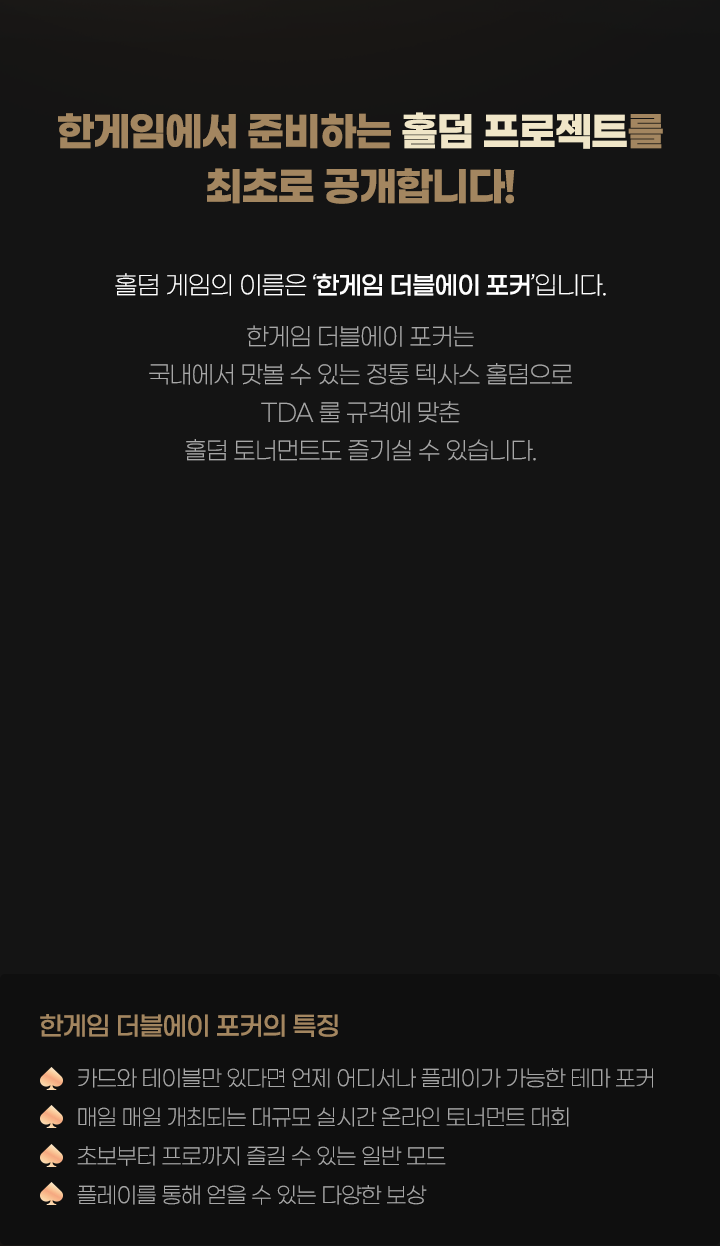 한게임에서 준비하는 홀덤 프로젝트를
최초로 공개합니다!
홀덤 게임의 이름은 ‘한게임 더블에이 포커’입니다.
한게임 더블에이 포커는
국내에서 맛볼 수 있는 정통 텍사스 홀덤으로
TDA 룰 규격에 맞춘
홀덤 토너먼트도 즐기실 수 있습니다.
한게임 더블에이 포커의 특징
카드와 테이블만 있다면 언제 어디서나 플레이가 가능한 테마 포커
매일 매일 개최되는 대규모 실시간 온라인 토너먼트 대회
초보부터 프로까지 즐길 수 있는 일반 모드
플레이를 통해 얻을 수 있는 다양한 보상